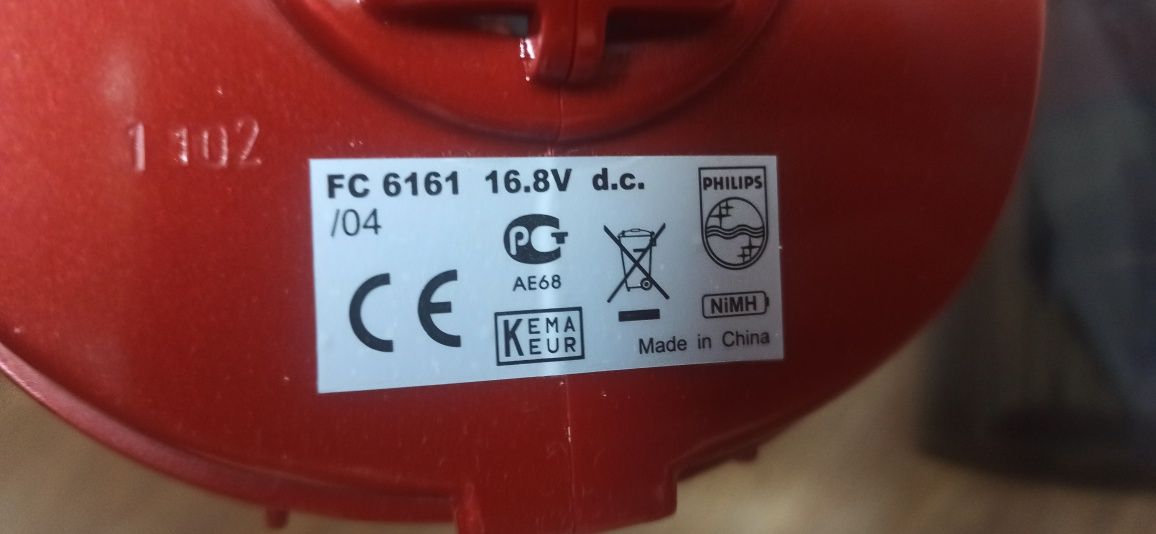 1 102
FC 6161 16.8V d.c.
/04
PHILIPS
AE68
CE
KEMA
EUR
NiMH
Made in China